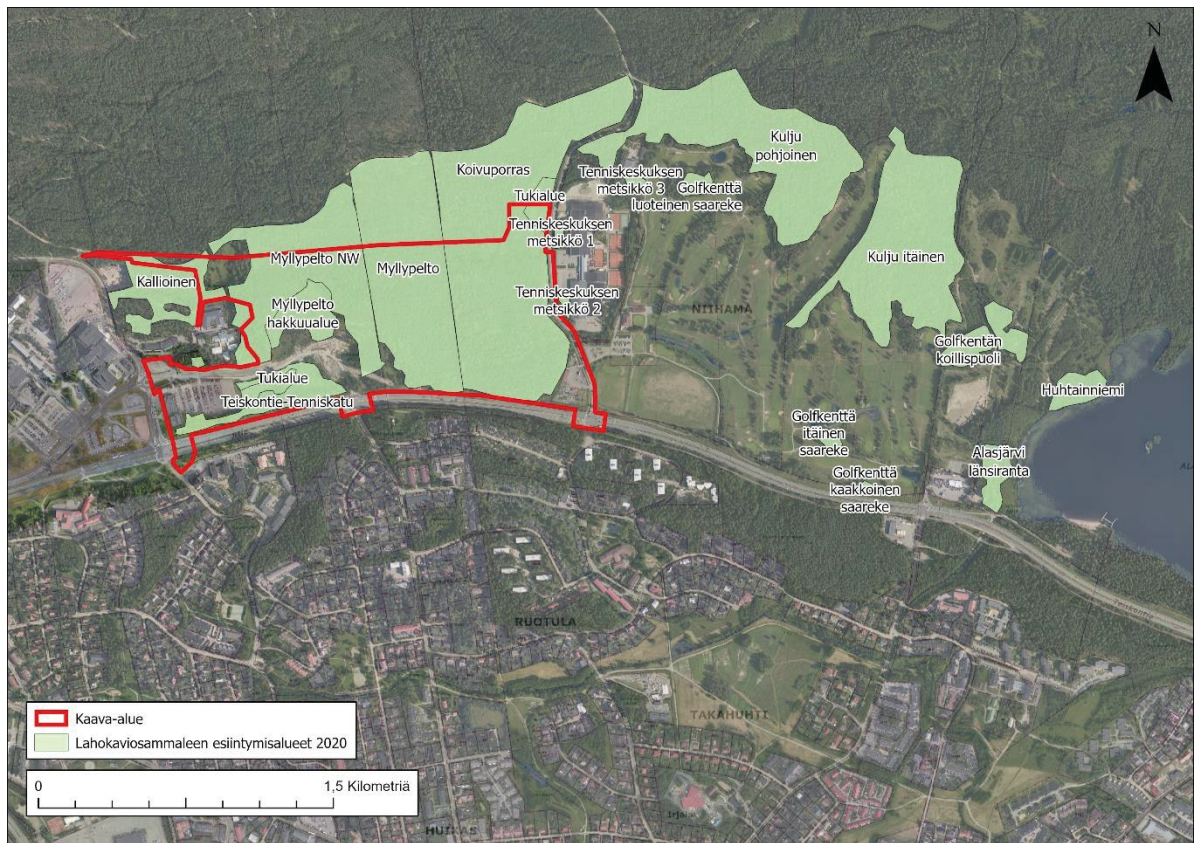 N
Kulju
pohjoinen
Koivuporras
Tenniskeskuksen
metsikkö 3
Golfkenttä
luoteinen saareke
Tukialue
Tenniskeskuksen
metsikkö 1
Myllypelto NW
Kulju itäinen
Myllypelto
Kallioinen
Tenniskeskuksen
metsikkö 2
Myllypelto
hakkuualue
NIIHAMA
Golfkentän
koillispuoli
Tukialue
Teiskontie-Tenniskatu
Huhtainniemi
Golfkenttä
itäinen
saareke
Alasjärvi
länsiranta
Golfkenttä
kaakkoinen
saareke
Teiskontie
RUOTULA
TAKAHUHTI
Kaava-alue
Lahokaviosammaleen esiintymisalueet 2020
0
1,5 Kilometriä
HUIKAS